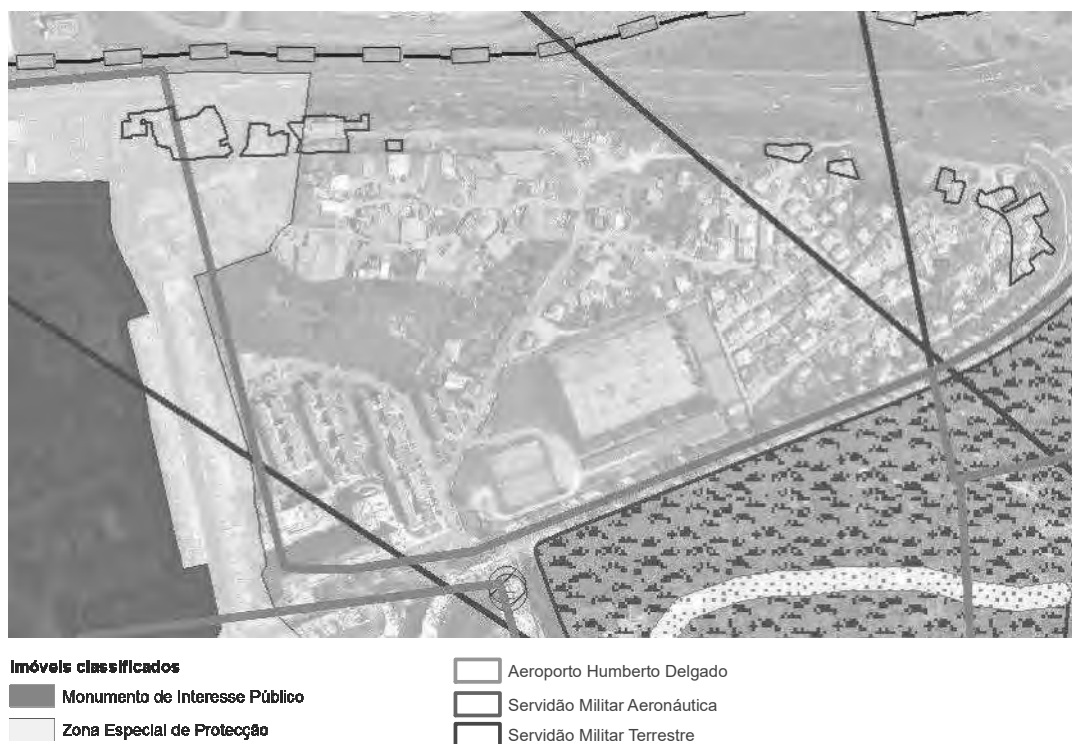 Imóveis classificados
Monumento de Interesse Público
Zona Especial de Protecção
Aeroporto Humberto Delgado
Servidão Militar Aeronáutica
Servidão Militar Terrestre